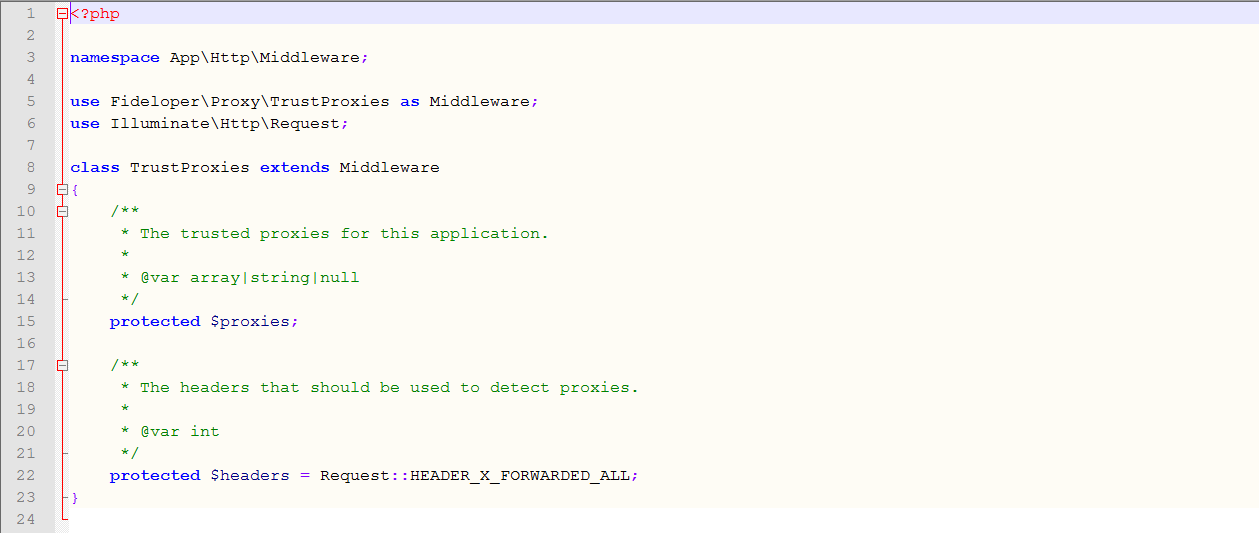 1 <?php
2
3 namespace App\Http\Middleware;
4
5 use Fideloper\Proxy\TrustProxies as Middleware;
6 use Illuminate\Http\Request;
7
8 class TrustProxies extends Middleware
9 {
10     /**
11      * The trusted proxies for this application.
12      *
13      * @var array|string|null
14      */
15     protected $proxies;
16
17     /**
18      * The headers that should be used to detect proxies.
19      *
20      * @var int
21      */
22     protected $headers = Request::HEADER_X_FORWARDED_ALL;
23 }
24